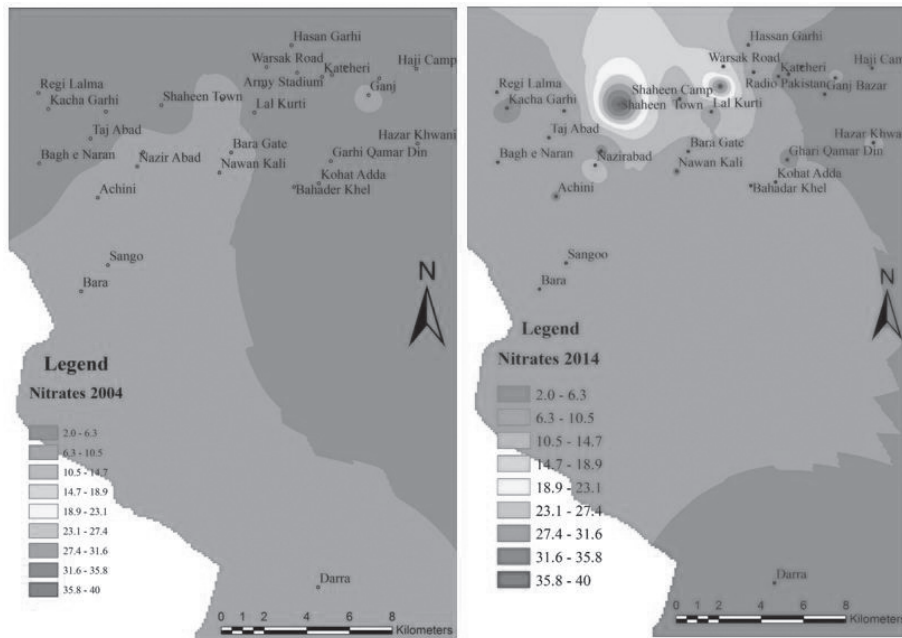 Hasan Garhi
Warsak Road
Katcheri
Haji Camp
Army Stadium
Ganj
Regi Lalma
Kacha Garhi
Shaheen Town
Lal Kurti
Taj Abad
Hazar Khwani
Bara Gate
Bagh e Naran
Nazir Abad
Garhi Qamar Din
Nawan Kali
Kohat Adda
Achini
Bahader Khel
Sango
Bara
N
Legend
Nitrates 2004
2.0 - 6.3
6.3 - 10.5
10.5 - 14.7
14.7 - 18.9
18.9 - 23.1
23.1 - 27.4
27.4 - 31.6
31.6 - 35.8
35.8 - 40
Darra
0 1 2 4 6 8
Kilometers
Hassan Garhi
Warsak Road
Katcheri
Haji Camp
Regi Lalma
Radio Pakistan
Shaheen Camp
Ganj Bazar
Kacha Garhi
Shaheen Town
Lal Kurti
Taj Abad
Hazar Khwani
Bara Gate
Bagh e Naran
Nazirabad
Ghari Qamar Din
Nawan Kali
Kohat Adda
Achini
Bahadar Khel
Sangoo
Bara
N
Legend
Nitrates 2014
2.0 - 6.3
6.3 - 10.5
10.5 - 14.7
14.7 - 18.9
18.9 - 23.1
23.1 - 27.4
27.4 - 31.6
31.6 - 35.8
35.8 - 40
Darra
0 1 2 4 6 8
Kilometers